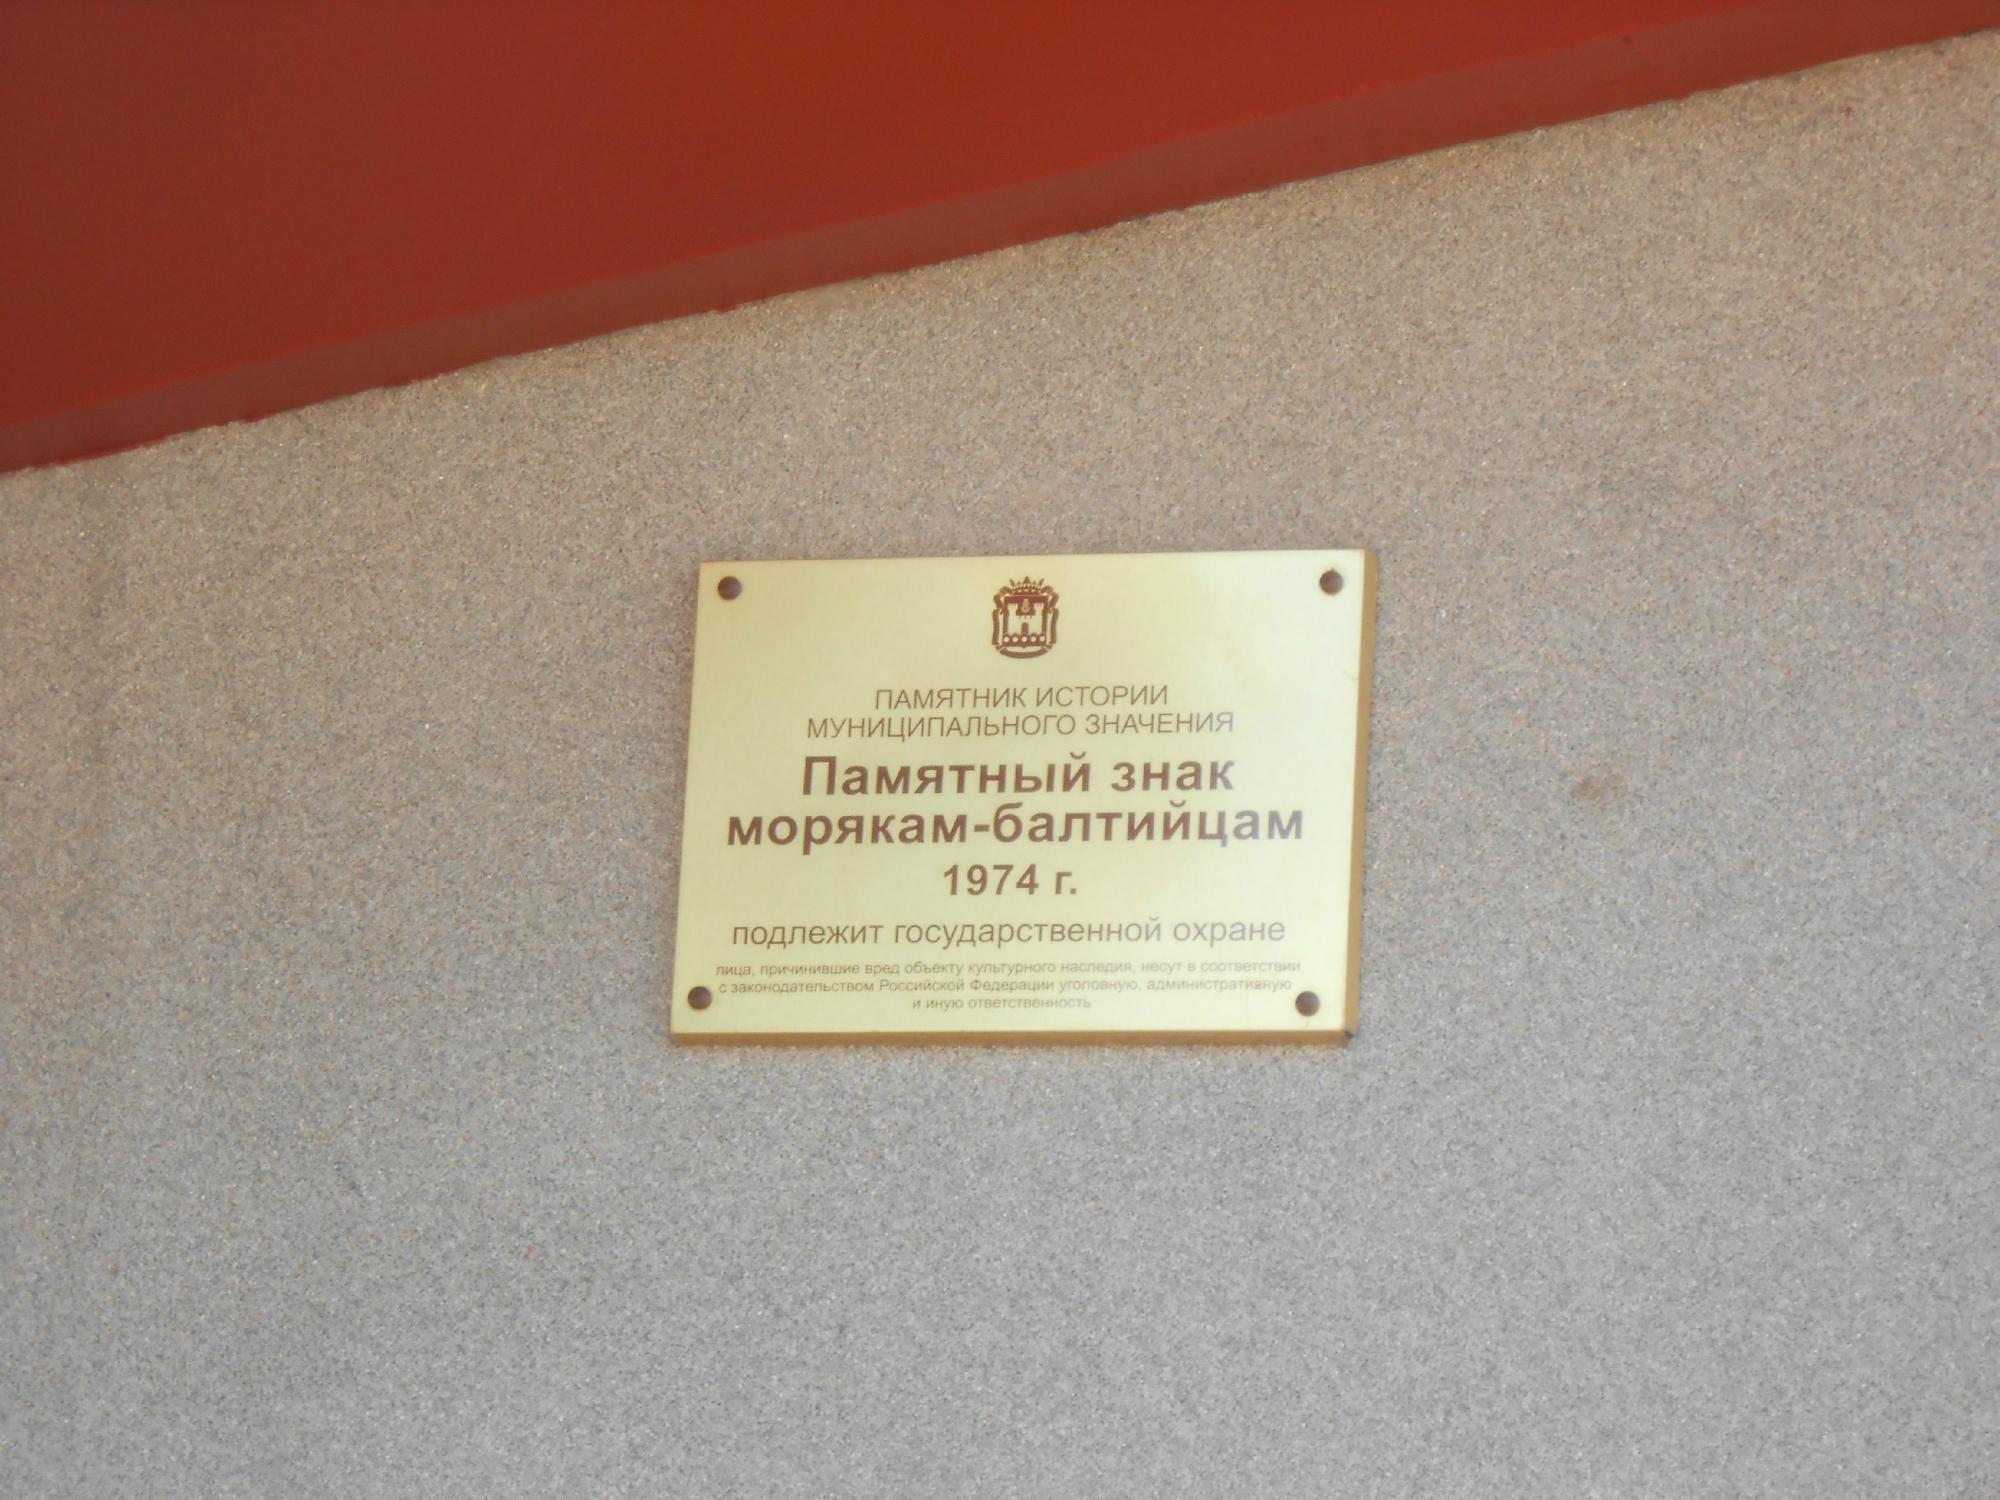 ПАМЯТНИК ИСТОРИИ
МУНИЦИПАЛЬНОГО ЗНАЧЕНИЯ
Памятный знак
морякам-балтийцам
1974 г.
подлежит государственной охране
лица, причинившие вред объекту культурного наследия, несут в соответствии
с законодательством Российской Федерации уголовную, административную
и иную ответственность